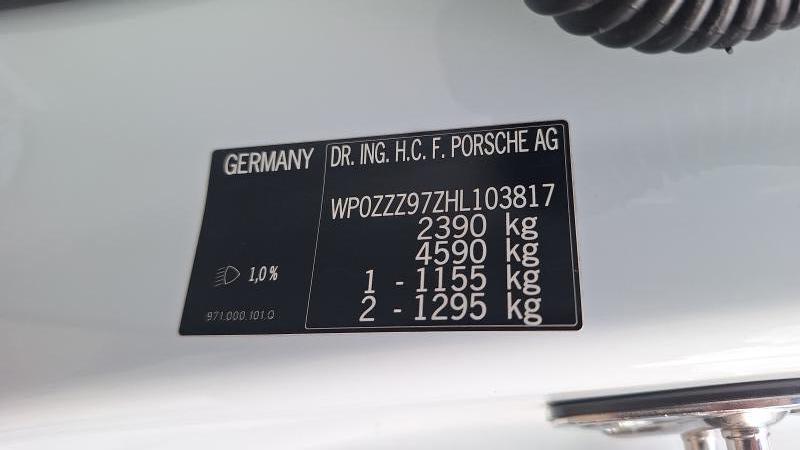 GERMANY
DR. ING. H.C. F. PORSCHE AG
WP0ZZZ97ZHL103817
2390 kg
4590 kg
1 - 1155 kg
2 - 1295 kg
1,0%
971.000.101.Q